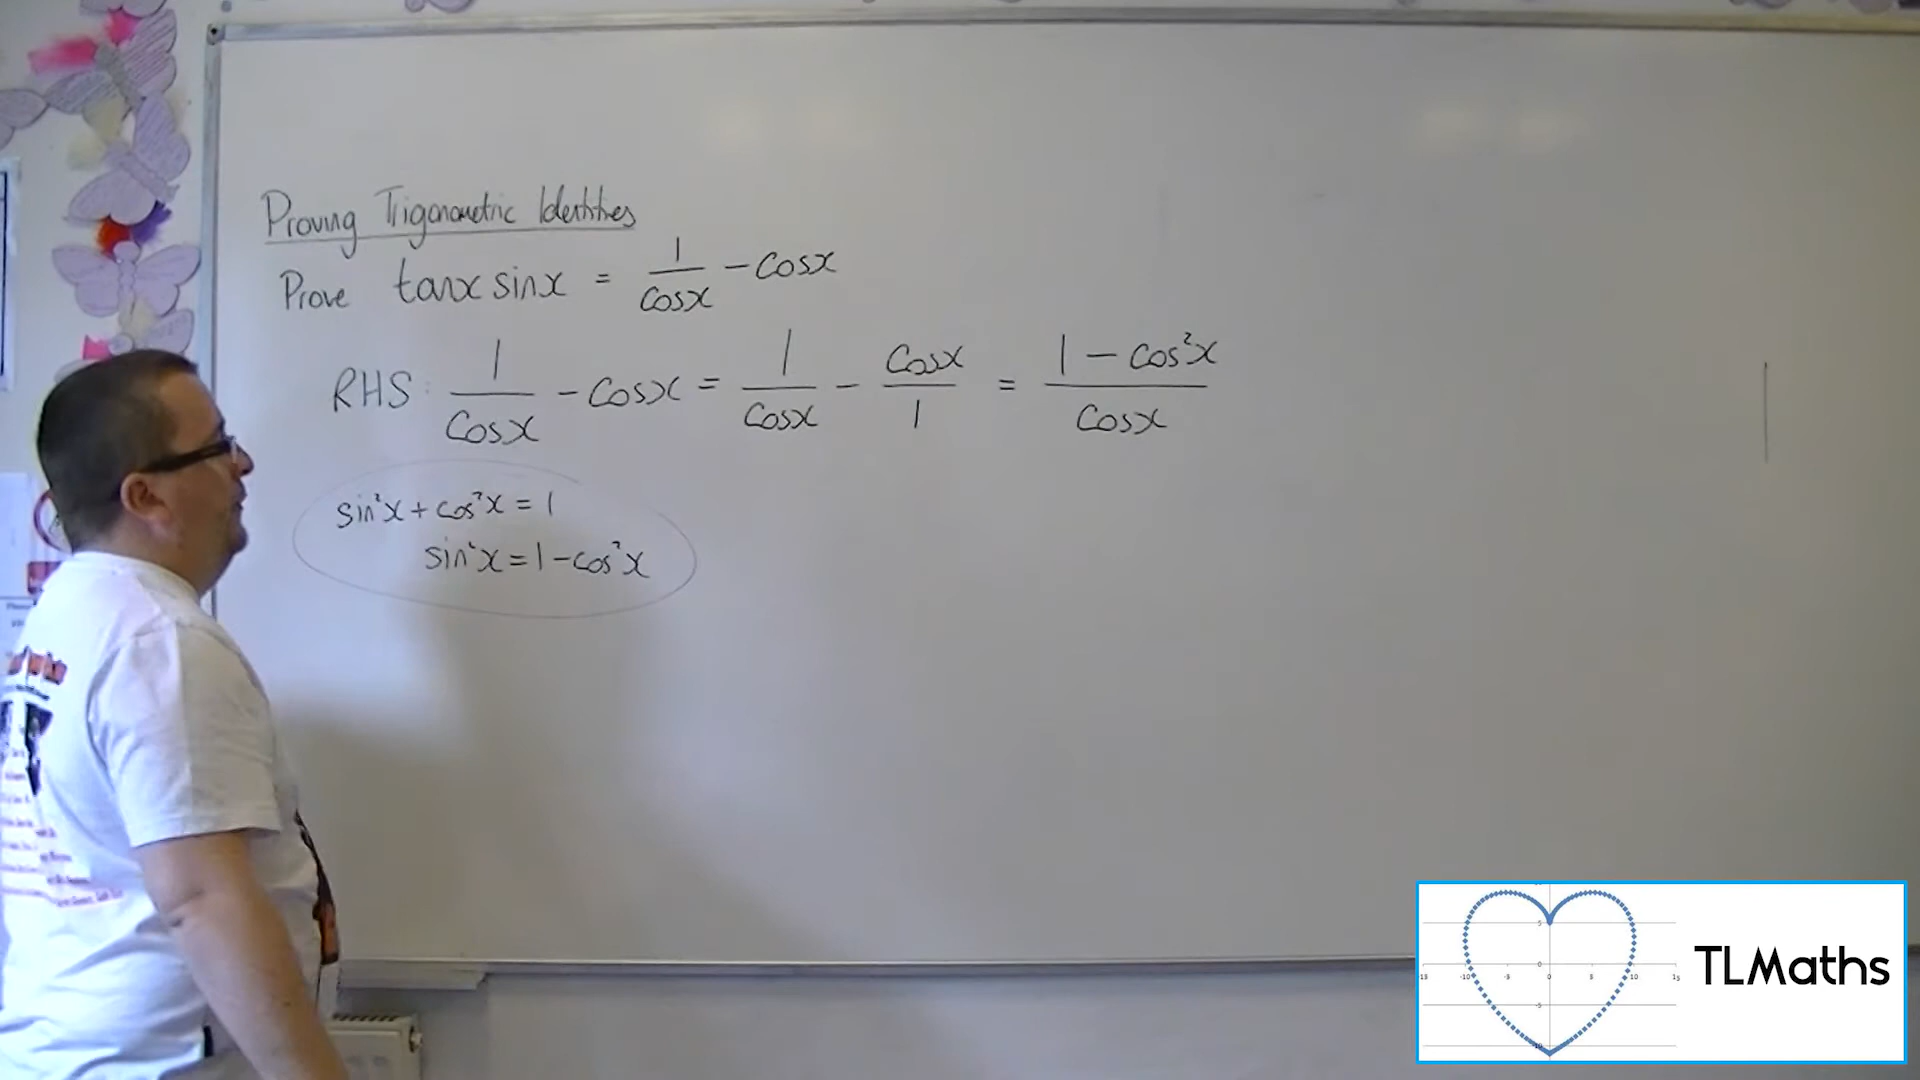 Proving Trigonometric Identities
Prove tanx sinx = 1/cosx - cosx
RHS: 1/cosx - cosx = 1/cosx - cosx/1 = 1 - cos²x/cosx
sin²x + cos²x = 1
sin²x = 1 - cos²x
TLMaths